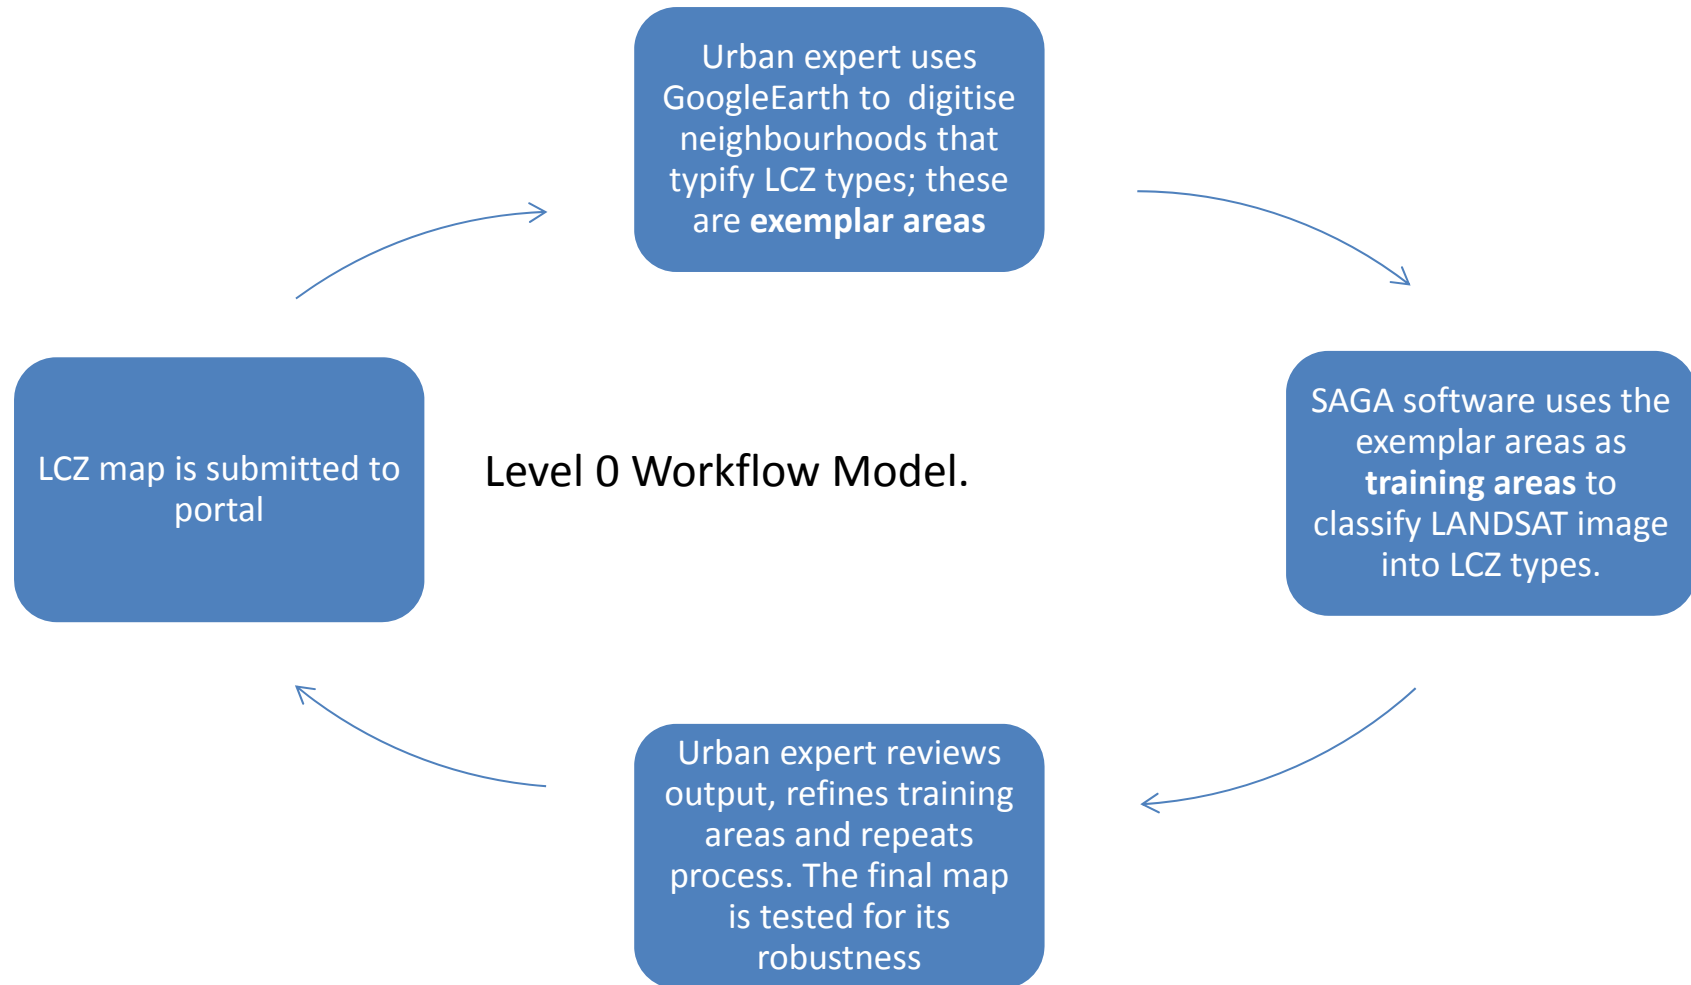 Urban expert uses
GoogleEarth to digitise
neighbourhoods that
typify LCZ types; these
are exemplar areas
SAGA software uses the
exemplar areas as
training areas to
classify LANDSAT image
into LCZ types.
Urban expert reviews
output, refines training
areas and repeats
process. The final map
is tested for its
robustness
LCZ map is submitted to
portal
Level 0 Workflow Model.